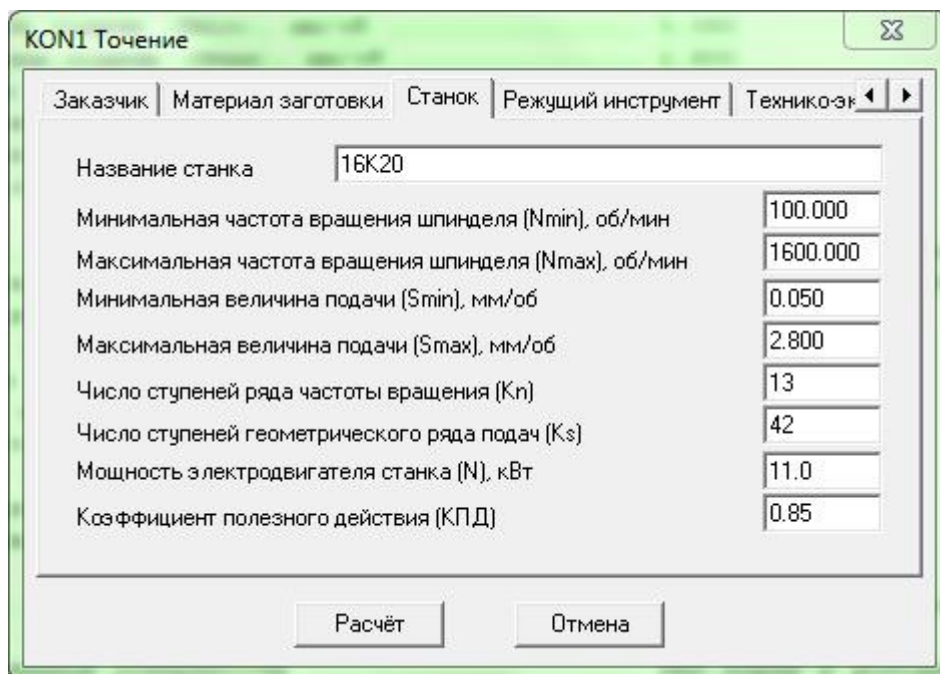 KON1 Точение
Заказчик Материал заготовки Станок Режущий инструмент
Название станка 16К20
Минимальная частота вращения шпинделя (Nmin), об/мин 100.000
Максимальная частота вращения шпинделя (Nmax), об/мин 1600.000
Минимальная величина подачи (Smin), мм/об 0.050
Максимальная величина подачи (Smax), мм/об 2.800
Число ступеней ряда частоты вращения (Kn) 13
Число ступеней геометрического ряда подач (Ks) 42
Мощность электродвигателя станка (N), кВт 11.0
Коэффициент полезного действия (КПД) 0.85
Расчёт Отмена